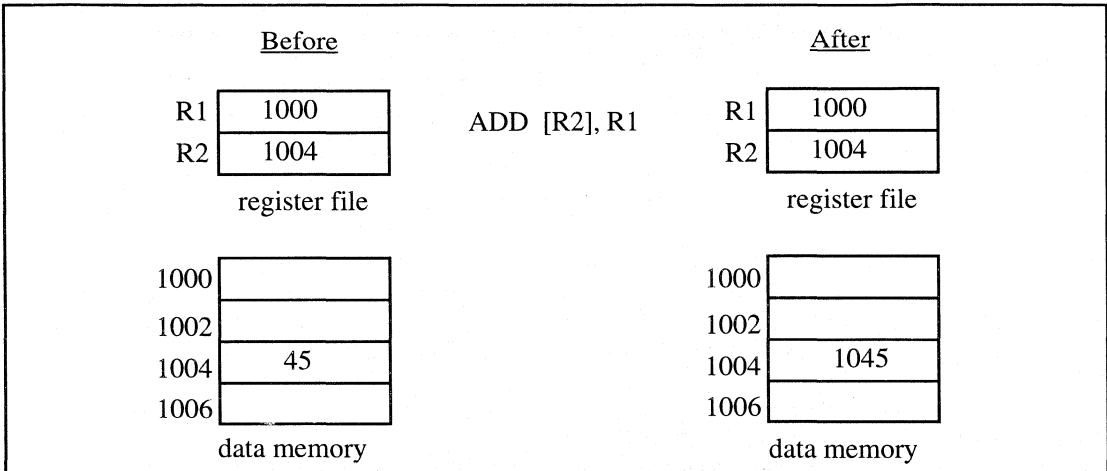 Before
R1 1000
R2 1004
register file
1000
1002
1004 45
1006
data memory
ADD [R2], R1
After
R1 1000
R2 1004
register file
1000
1002
1004 1045
1006
data memory